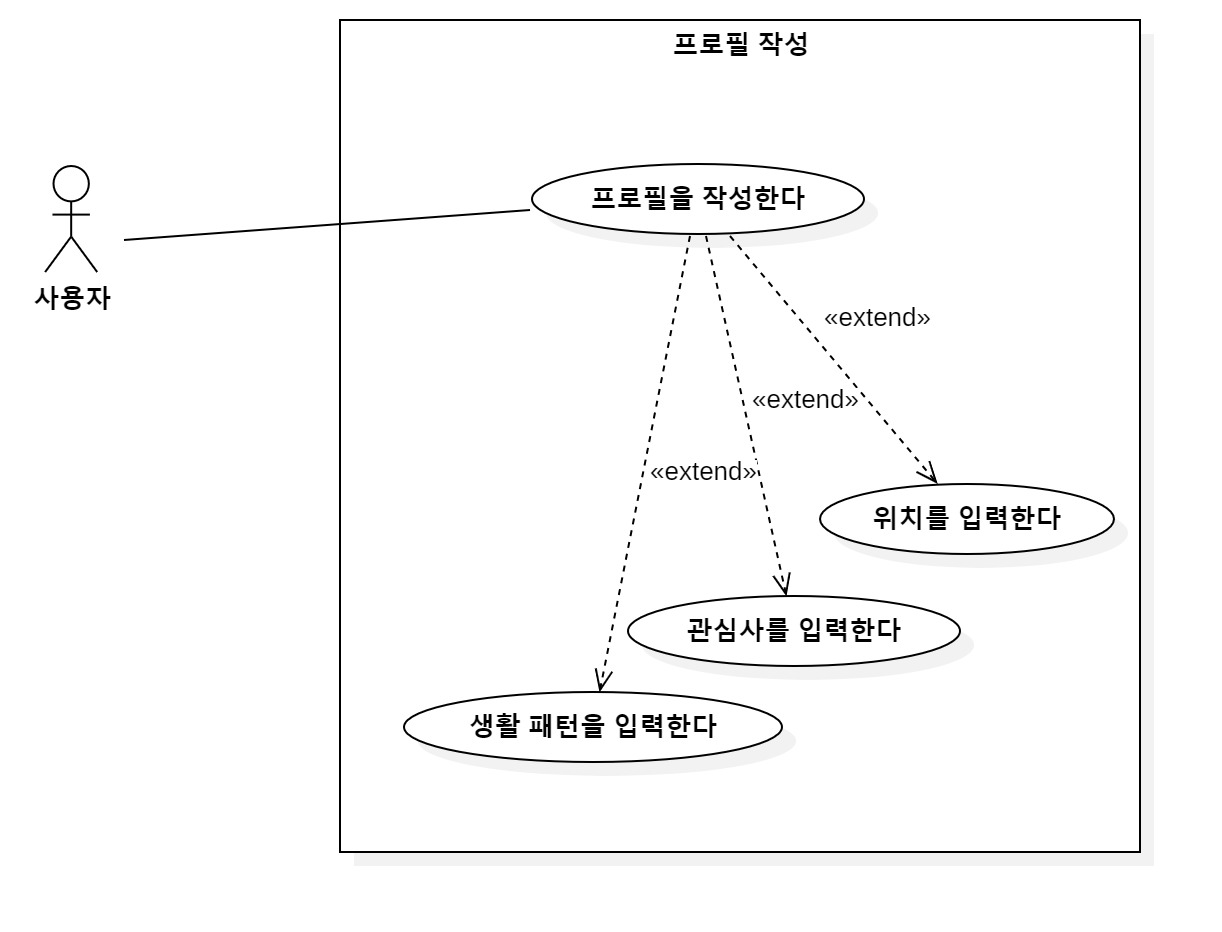 프로필 작성
프로필을 작성한다
사용자
«extend»
«extend»
«extend»
위치를 입력한다
관심사를 입력한다
생활 패턴을 입력한다